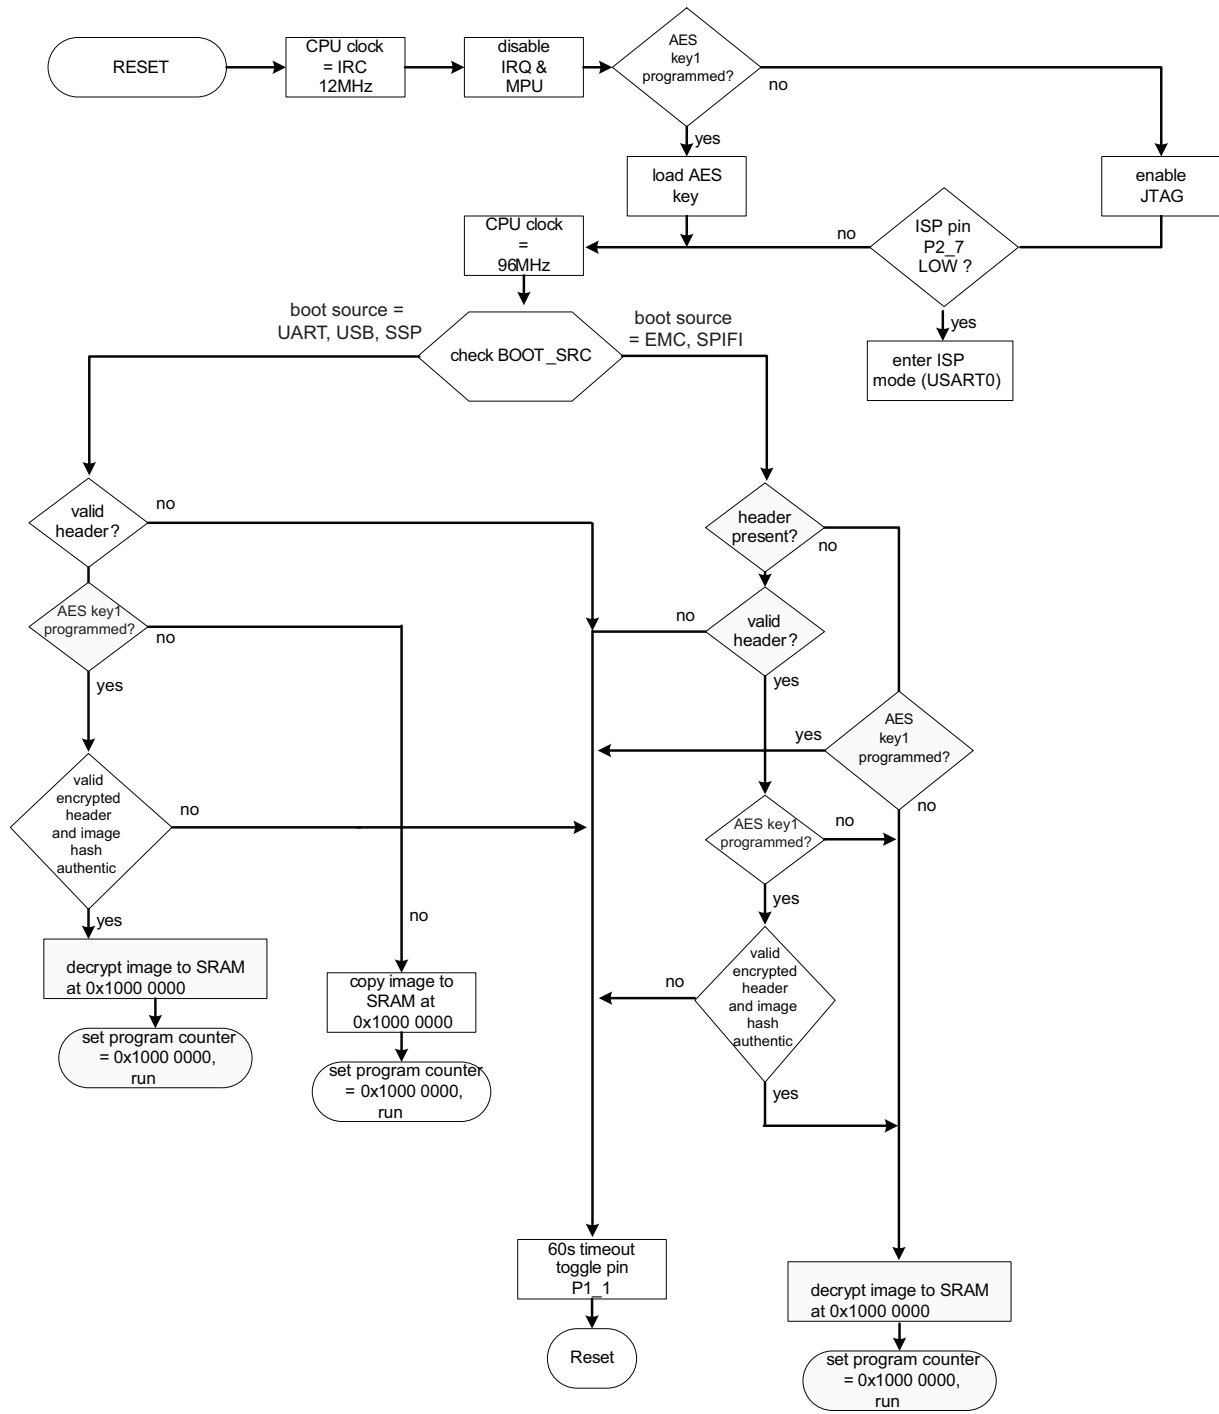 RESET
CPU clock
= IRC
12MHz
disable
IRQ &
MPU
AES
key1
programmed?
no
yes
load AES
key
enable
JTAG
CPU clock
=
96MHz
no
ISP pin
P2_7
LOW ?
yes
enter ISP
mode (USART0)
boot source =
UART, USB, SSP
check BOOT_SRC
boot source
= EMC, SPIFI
valid
header?
no
header
present?
no
AES key1
programmed?
no
no
valid
header?
yes
yes
AES
key1
programmed?
yes
no
valid
encrypted
header
and image
hash
authentic
no
AES key1
programmed?
no
yes
yes
no
valid
encrypted
header
and image
hash
authentic
no
yes
decrypt image to SRAM
at 0x1000 0000
set program counter
= 0x1000 0000,
run
copy image to
SRAM at
0x1000 0000
set program counter
= 0x1000 0000,
run
60s timeout
toggle pin
P1_1
Reset
decrypt image to SRAM
at 0x1000 0000
set program counter
= 0x1000 0000,
run